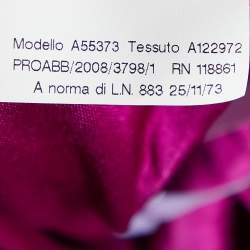 Modello A55373 Tessuto A122972
PROABB/2008/3798/1 RN 118861
A norma di L.N. 883 25/11/73